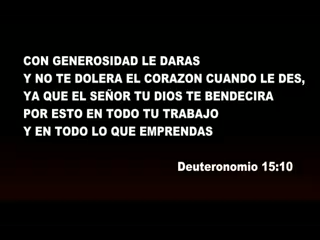 CON GENEROSIDAD LE DARAS
Y NO TE DOLERA EL CORAZON CUANDO LE DES,
YA QUE EL SEÑOR TU DIOS TE BENDECIRA
POR ESTO EN TODO TU TRABAJO
Y EN TODO LO QUE EMPRENDAS
Deuteronomio 15:10